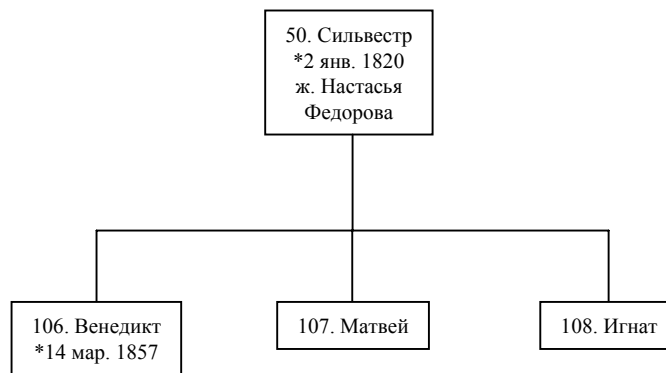 50. Сильвестр
*2 янв. 1820
ж. Настасья
Федорова
106. Венедикт
*14 мар. 1857
107. Матвей
108. Игнат